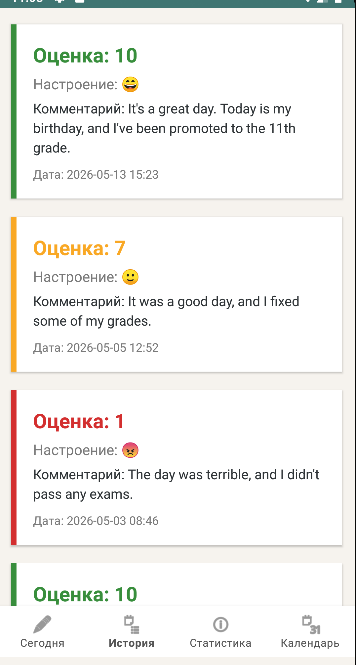 Оценка: 10
Настроение: 😄
Комментарий: It's a great day. Today is my
birthday, and I've been promoted to the 11th
grade.
Дата: 2026-05-13 15:23
Оценка: 7
Настроение: 🙂
Комментарий: It was a good day, and I fixed
some of my grades.
Дата: 2026-05-05 12:52
Оценка: 1
Настроение: 😡
Комментарий: The day was terrible, and I didn't
pass any exams.
Дата: 2026-05-03 08:46
Оценка: 10
31
Сегодня История Статистика Календарь